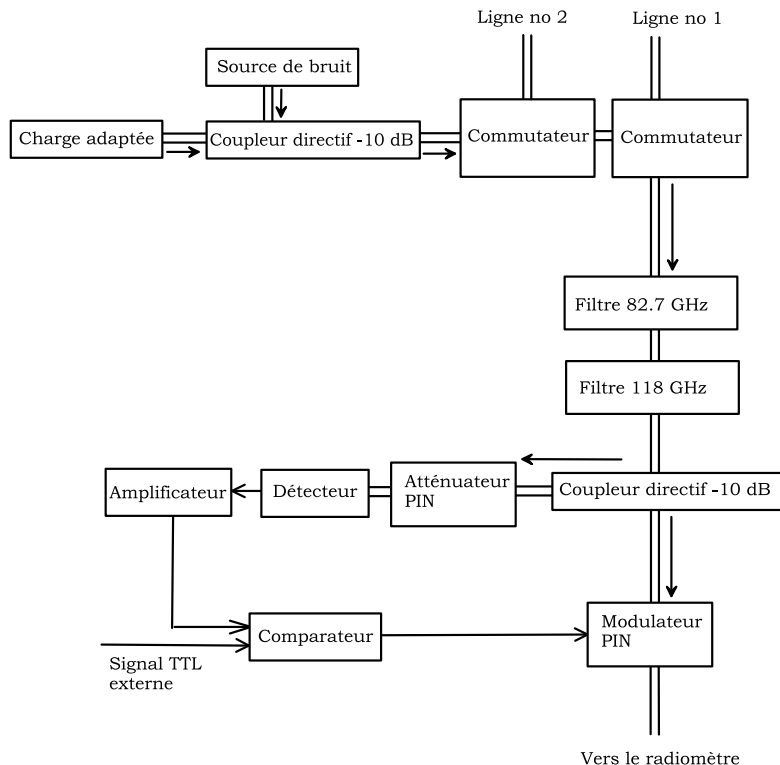 Ligne no 2
Ligne no 1
Source de bruit
Charge adaptée
Coupleur directif -10 dB
Commutateur
Commutateur
Filtre 82.7 GHz
Filtre 118 GHz
Amplificateur
Détecteur
Atténuateur
PIN
Coupleur directif -10 dB
Comparateur
Modulateur
PIN
Signal TTL
externe
Vers le radiomètre